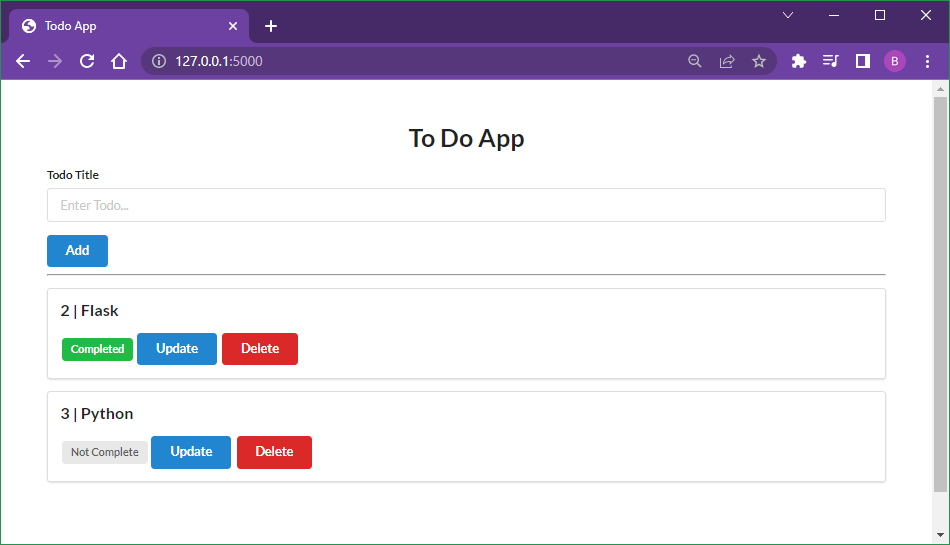 Todo App
127.0.0.1:5000
B
To Do App
Todo Title
Enter Todo...
Add
2 | Flask
Completed Update Delete
3 | Python
Not Complete Update Delete